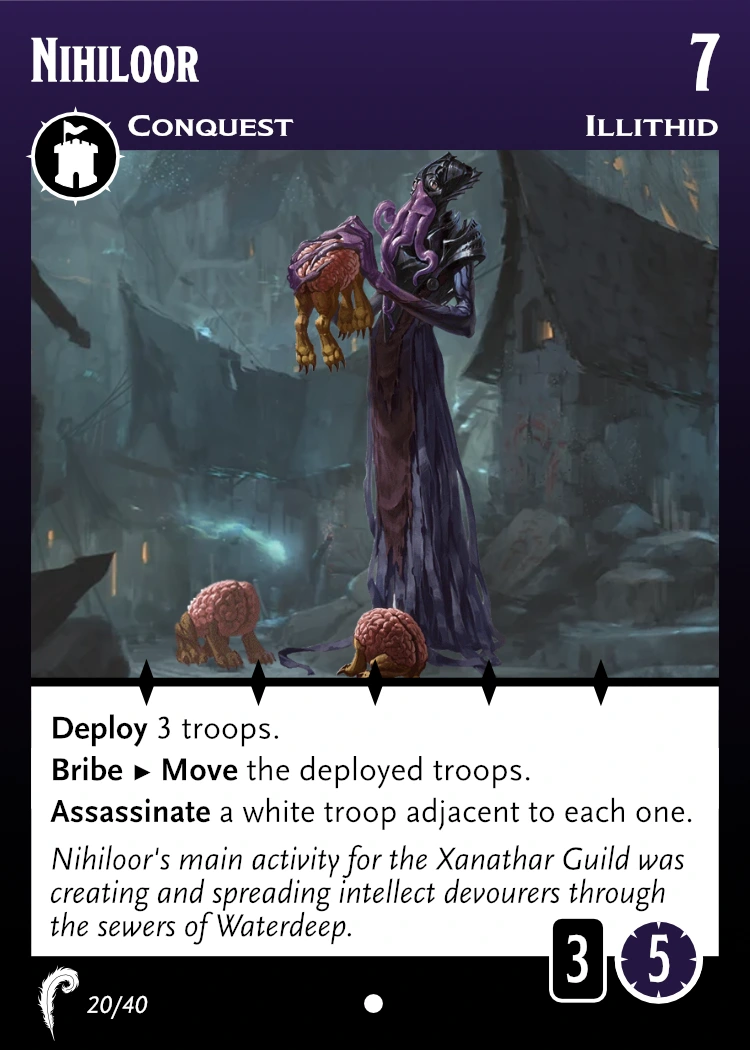 Nihiloor
7
Conquest
Illithid
Deploy 3 troops.
Bribe ▸ Move the deployed troops.
Assassinate a white troop adjacent to each one.
Nihiloor's main activity for the Xanathar Guild was
creating and spreading intellect devourers through
the sewers of Waterdeep.
3
5
20/40